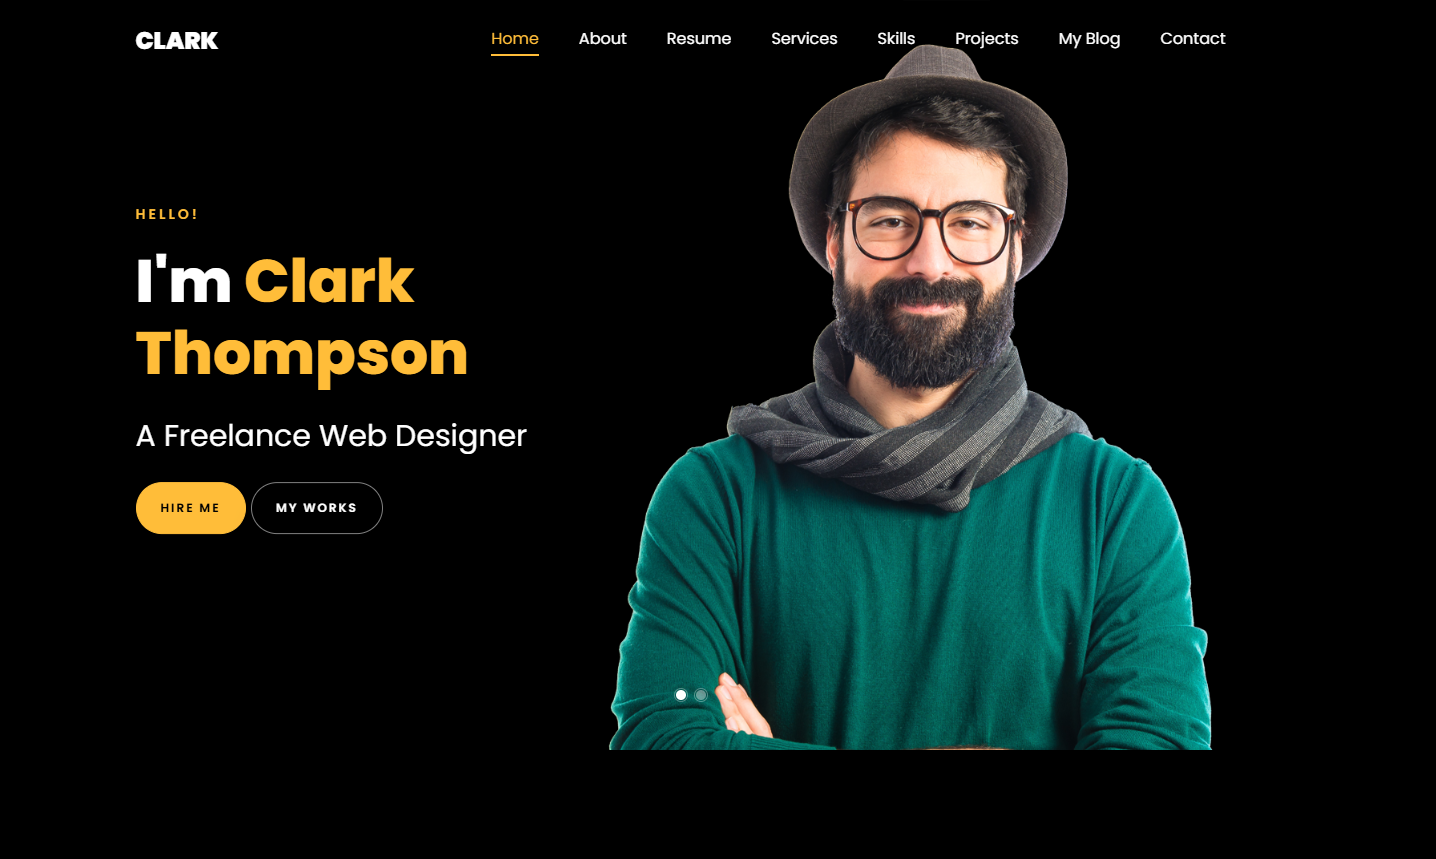 CLARK
Home About Resume Services Skills Projects My Blog Contact
HELLO!
I'm Clark
Thompson
A Freelance Web Designer
HIRE ME MY WORKS